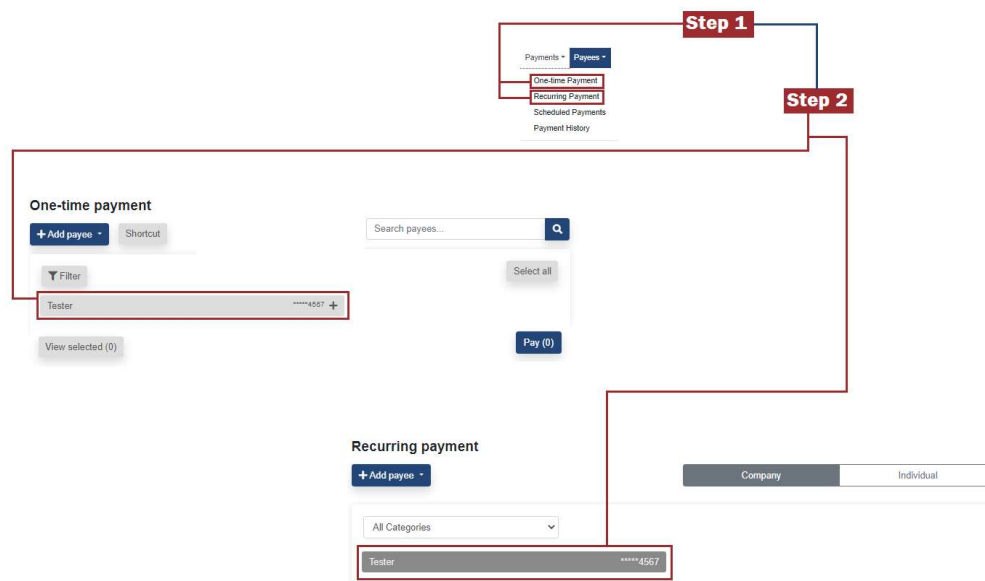 Step 1
Payments Payees
One-time Payment
Recurring Payment
Step 2
Scheduled Payments
Payment History
One-time payment
+ Add payee Shortcut
Search payees...
Filter
Select all
Tester *****4567 +
View selected (0)
Pay (0)
Recurring payment
+ Add payee
Company Individual
All Categories
Tester *****4567